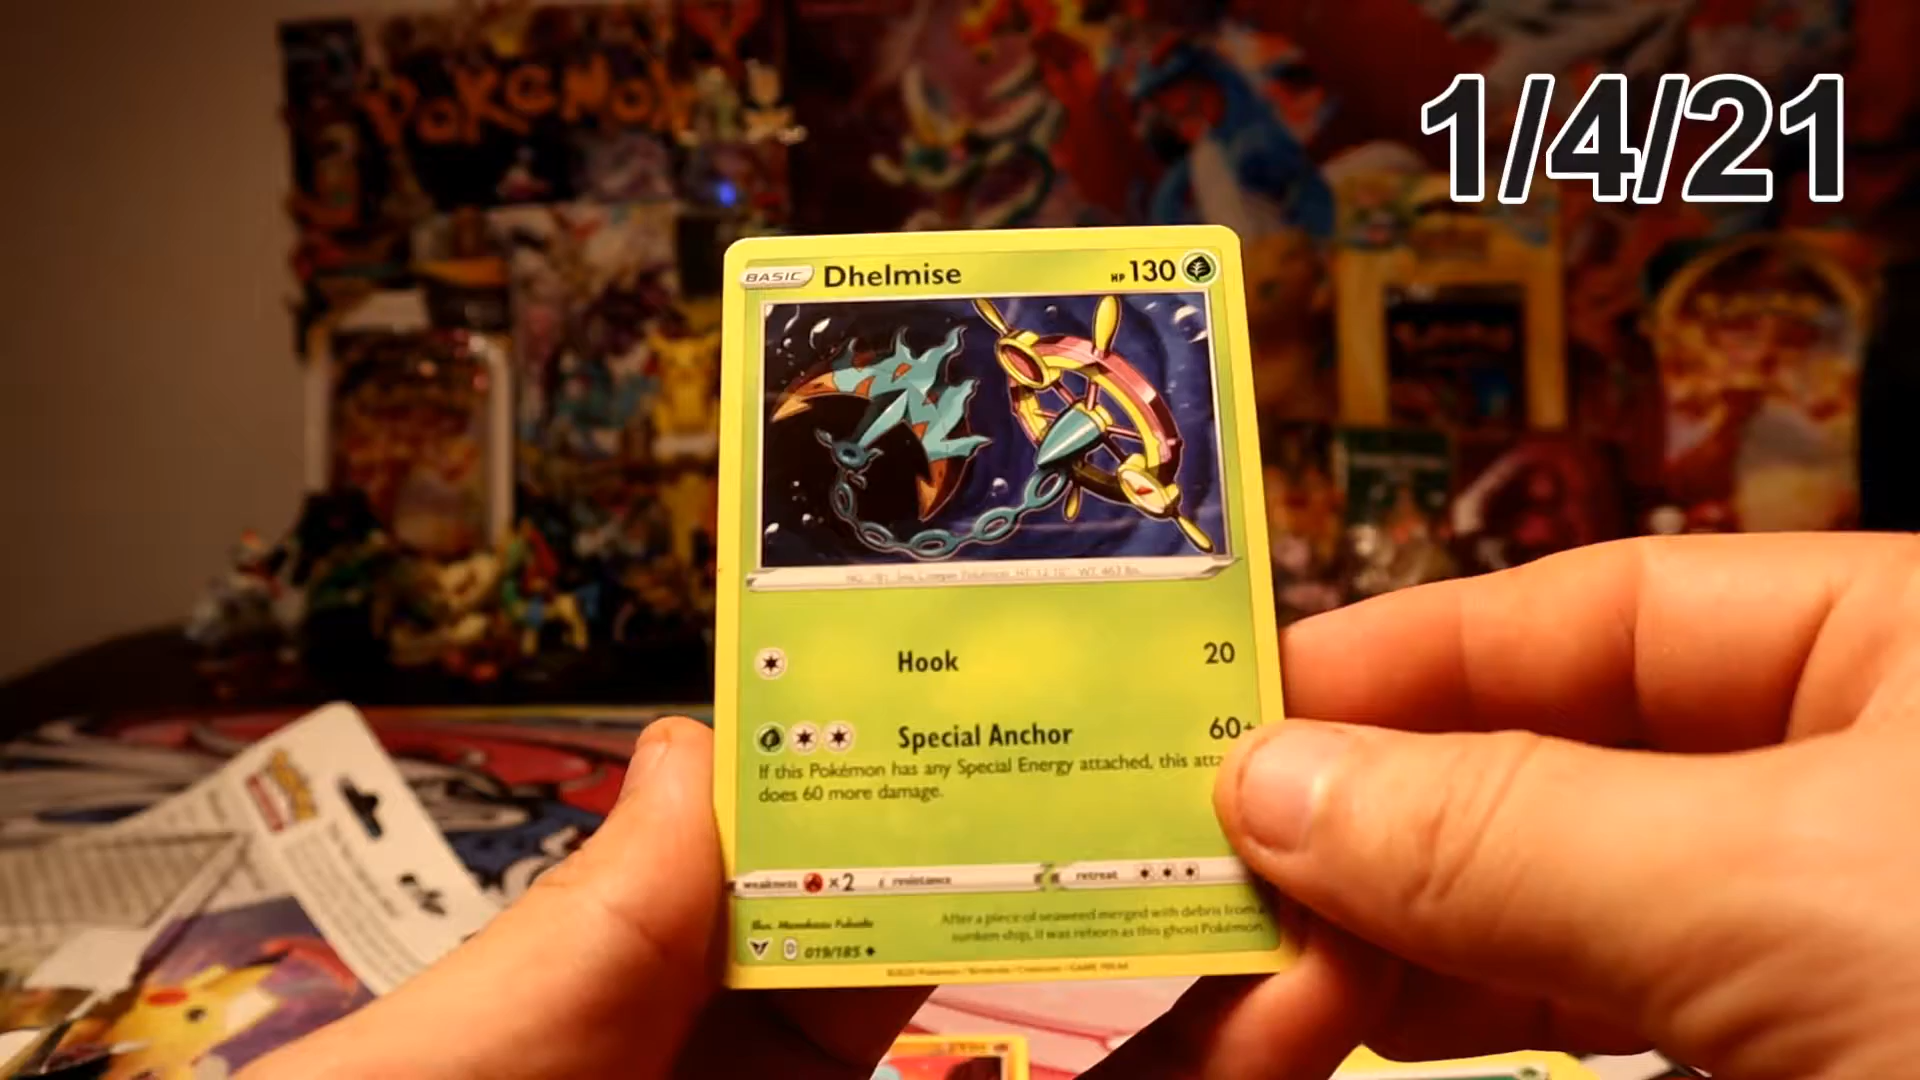 POKEMON
1/4/21
BASIC Dhelmise HP 130
Hook 20
Special Anchor 60+
If this Pokémon has any Special Energy attached, this atta
does 60 more damage.
weakness ×2 resistance retreat
After a piece of seaweed merged with debris from a
sunken ship, it was reborn as this ghost Pokémon.
019/185